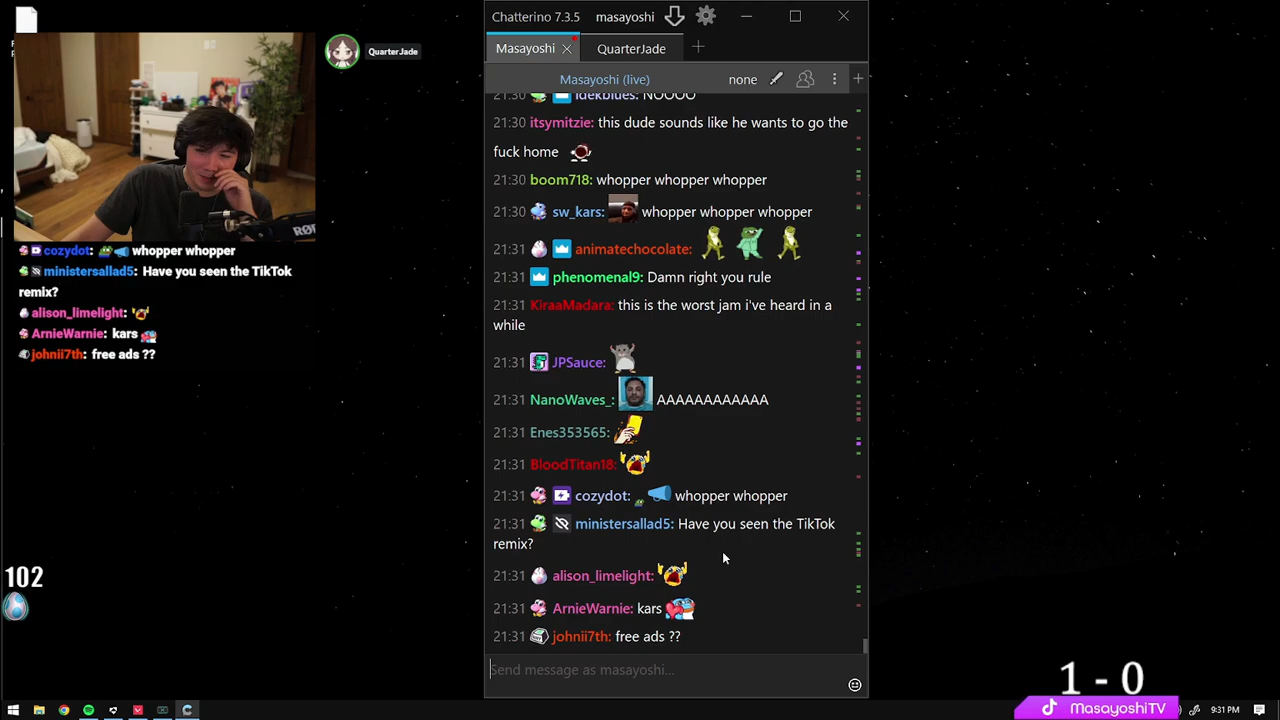 Chatterino 7.3.5
masayoshi
Masayoshi
QuarterJade
Masayoshi (live)
none
QuarterJade
21:30 idekblues: NOOOO
21:30 itsymitzie: this dude sounds like he wants to go the
fuck home
21:30 boom718: whopper whopper whopper
21:30 sw_kars: whopper whopper whopper
21:31 animatechocolate:
21:31 phenomenal9: Damn right you rule
21:31 KiraaMadara: this is the worst jam i've heard in a
while
21:31 JPSauce:
21:31 NanoWaves_: AAAAAAAAAAAA
21:31 Enes353565:
21:31 BloodTitan18:
21:31 cozydot: whopper whopper
21:31 ministersallad5: Have you seen the TikTok
remix?
21:31 alison_limelight:
21:31 ArnieWarnie: kars
21:31 johnii7th: free ads ??
Send message as masayoshi...
RØD
cozydot: whopper whopper
ministersallad5: Have you seen the TikTok
remix?
alison_limelight:
ArnieWarnie: kars
johnii7th: free ads ??
102
1 - 0
MasayoshiTV
9:31 PM